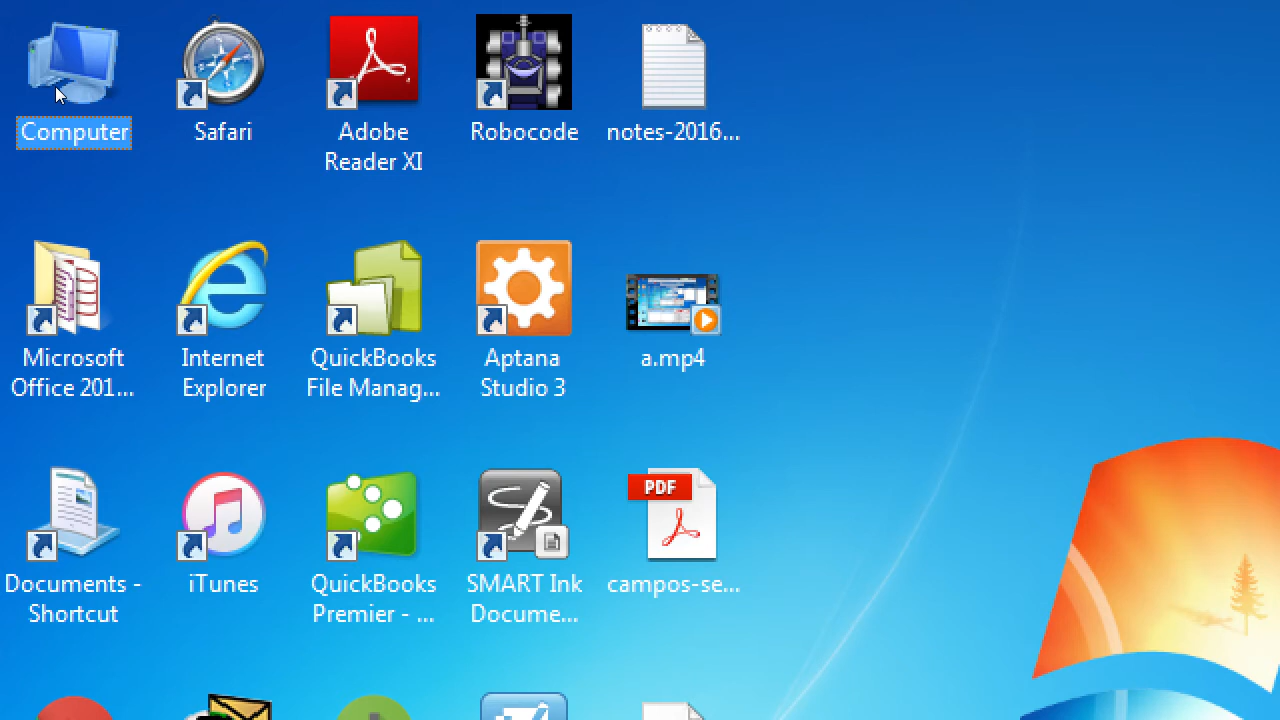 Computer
Safari
Adobe
Reader XI
Robocode
notes-2016...
Microsoft
Office 201...
Internet
Explorer
QuickBooks
File Manag...
Aptana
Studio 3
a.mp4
PDF
Documents -
Shortcut
iTunes
QuickBooks
Premier - ...
SMART Ink
Docume...
campos-se...